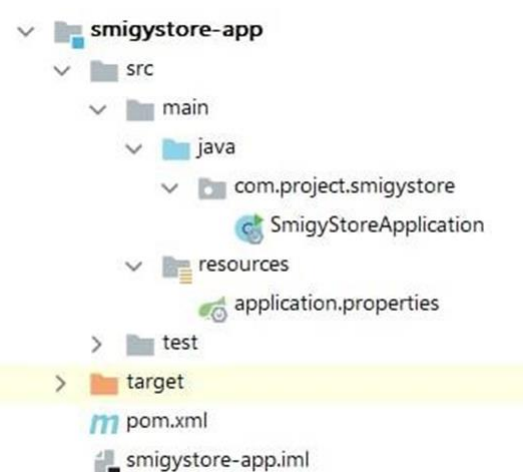 smigystore-app
src
main
java
com.project.smigystore
SmigyStoreApplication
resources
application.properties
test
target
pom.xml
smigystore-app.iml